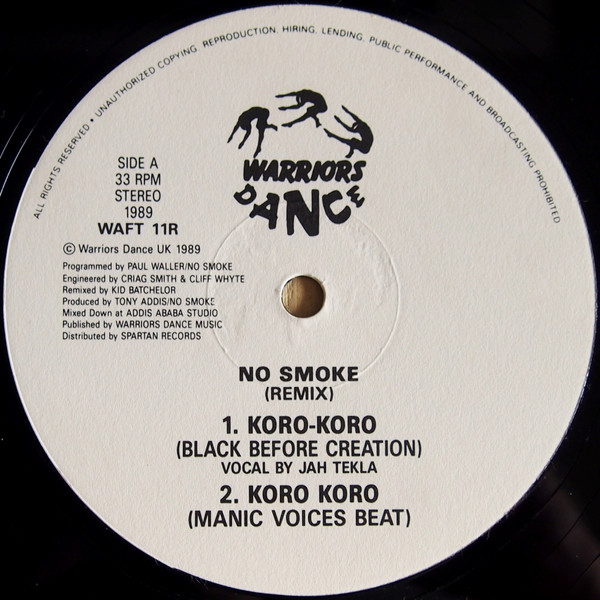 ALL RIGHTS RESERVED • UNAUTHORIZED COPYING, REPRODUCTION, HIRING, LENDING, PUBLIC PERFORMANCE AND BROADCASTING PROHIBITED
WARRIORS
DANCE
SIDE A
33 RPM
STEREO
1989
WAFT 11R
© Warriors Dance UK 1989
Programmed by PAUL WALLER/NO SMOKE
Engineered by CRIAG SMITH & CLIFF WHYTE
Remixed by KID BATCHELOR
Produced by TONY ADDIS/NO SMOKE
Mixed Down at ADDIS ABABA STUDIO
Published by WARRIORS DANCE MUSIC
Distributed by SPARTAN RECORDS
NO SMOKE
(REMIX)
1. KORO-KORO
(BLACK BEFORE CREATION)
VOCAL BY JAH TEKLA
2. KORO KORO
(MANIC VOICES BEAT)